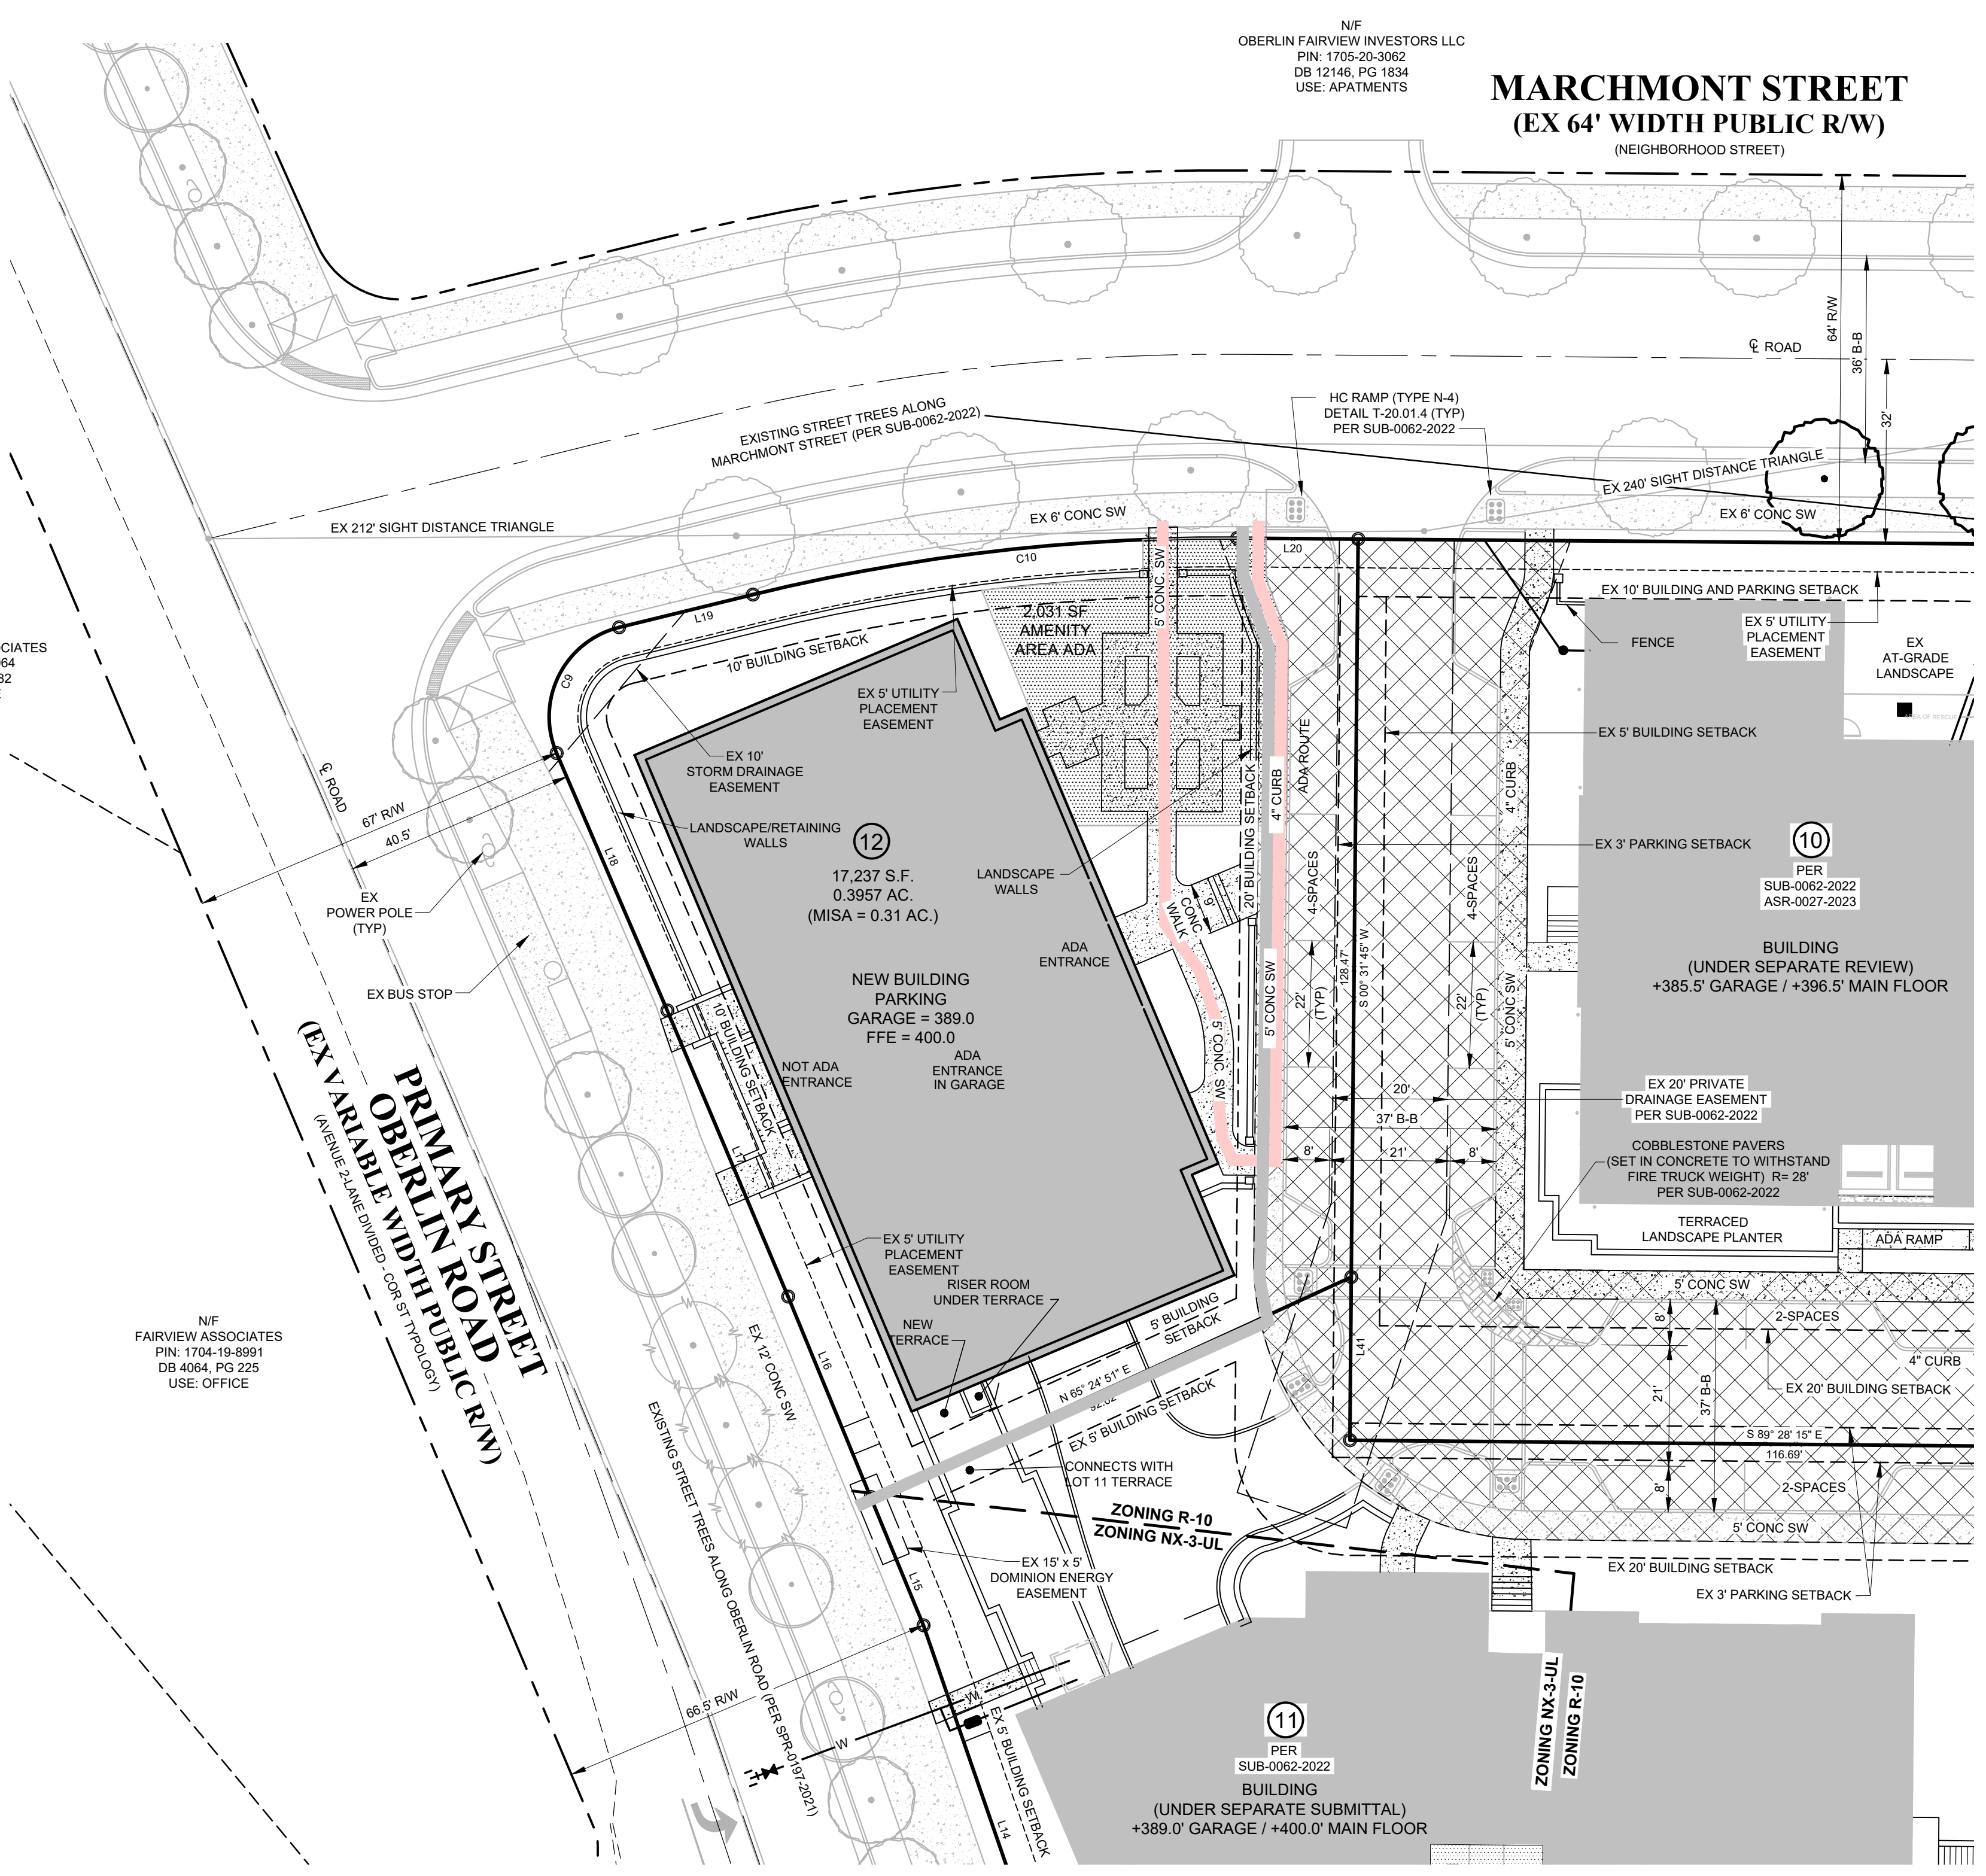 N/F
OBERLIN FAIRVIEW INVESTORS LLC
PIN: 1705-20-3062
DB 12146, PG 1834
USE: APATMENTS
MARCHMONT STREET
(EX 64' WIDTH PUBLIC R/W)
(NEIGHBORHOOD STREET)
64' R/W
36' B-B
32'
℄ ROAD
EXISTING STREET TREES ALONG
MARCHMONT STREET (PER SUB-0062-2022)
HC RAMP (TYPE N-4)
DETAIL T-20.01.4 (TYP)
PER SUB-0062-2022
EX 240' SIGHT DISTANCE TRIANGLE
EX 6' CONC SW
EX 212' SIGHT DISTANCE TRIANGLE
EX 6' CONC SW
C10
L20
L19
C9
5' CONC. SW
2,031 SF
AMENITY
AREA ADA
10' BUILDING SETBACK
EX 5' UTILITY
PLACEMENT
EASEMENT
EX 10'
STORM DRAINAGE
EASEMENT
LANDSCAPE/RETAINING
WALLS
EX 10' BUILDING AND PARKING SETBACK
EX 5' UTILITY
PLACEMENT
EASEMENT
FENCE
EX
AT-GRADE
LANDSCAPE
AREA OF RESCUE
EX 5' BUILDING SETBACK
EX 3' PARKING SETBACK
ADA ROUTE
4" CURB
20' BUILDING SETBACK
4" CURB
4-SPACES
4-SPACES
CIATES
64
32
E
℄ ROAD
67' R/W
40.5'
L18
EX
POWER POLE
(TYP)
EX BUS STOP
12
17,237 S.F.
0.3957 AC.
(MISA = 0.31 AC.)
NEW BUILDING
PARKING
GARAGE = 389.0
FFE = 400.0
LANDSCAPE
WALLS
ADA
ENTRANCE
ADA
ENTRANCE
IN GARAGE
NOT ADA
ENTRANCE
10' BUILDING SETBACK
L17
CONC
WALK
9'
5' CONC. SW
5' CONC SW
22'
(TYP)
128.47'
S 00° 31' 45" W
22'
(TYP)
5' CONC SW
10
PER
SUB-0062-2022
ASR-0027-2023
BUILDING
(UNDER SEPARATE REVIEW)
+385.5' GARAGE / +396.5' MAIN FLOOR
20'
37' B-B
8'
21'
8'
EX 20' PRIVATE
DRAINAGE EASEMENT
PER SUB-0062-2022
COBBLESTONE PAVERS
(SET IN CONCRETE TO WITHSTAND
FIRE TRUCK WEIGHT) R= 28'
PER SUB-0062-2022
TERRACED
LANDSCAPE PLANTER
ADA RAMP
5' CONC SW
2-SPACES
4" CURB
EX 20' BUILDING SETBACK
8'
21'
37' B-B
8'
S 89° 28' 15" E
116.69'
2-SPACES
5' CONC SW
EX 20' BUILDING SETBACK
EX 3' PARKING SETBACK
L41
PRIMARY STREET
OBERLIN ROAD
(EX VARIABLE WIDTH PUBLIC R/W)
(AVENUE 2-LANE DIVIDED - COR ST TYPOLOGY)
N/F
FAIRVIEW ASSOCIATES
PIN: 1704-19-8991
DB 4064, PG 225
USE: OFFICE
EX 12' CONC SW
L16
EXISTING STREET TREES ALONG OBERLIN ROAD (PER SPR-0197-2021)
EX 5' UTILITY
PLACEMENT
EASEMENT
RISER ROOM
UNDER TERRACE
NEW
TERRACE
5' BUILDING
SETBACK
N 65° 24' 51" E
EX 5' BUILDING SETBACK
CONNECTS WITH
LOT 11 TERRACE
ZONING R-10
ZONING NX-3-UL
EX 15' x 5'
DOMINION ENERGY
EASEMENT
L15
66.5' R/W
W
W
EX 5' BUILDING SETBACK
L14
11
PER
SUB-0062-2022
BUILDING
(UNDER SEPARATE SUBMITTAL)
+389.0' GARAGE / +400.0' MAIN FLOOR
ZONING NX-3-UL
ZONING R-10